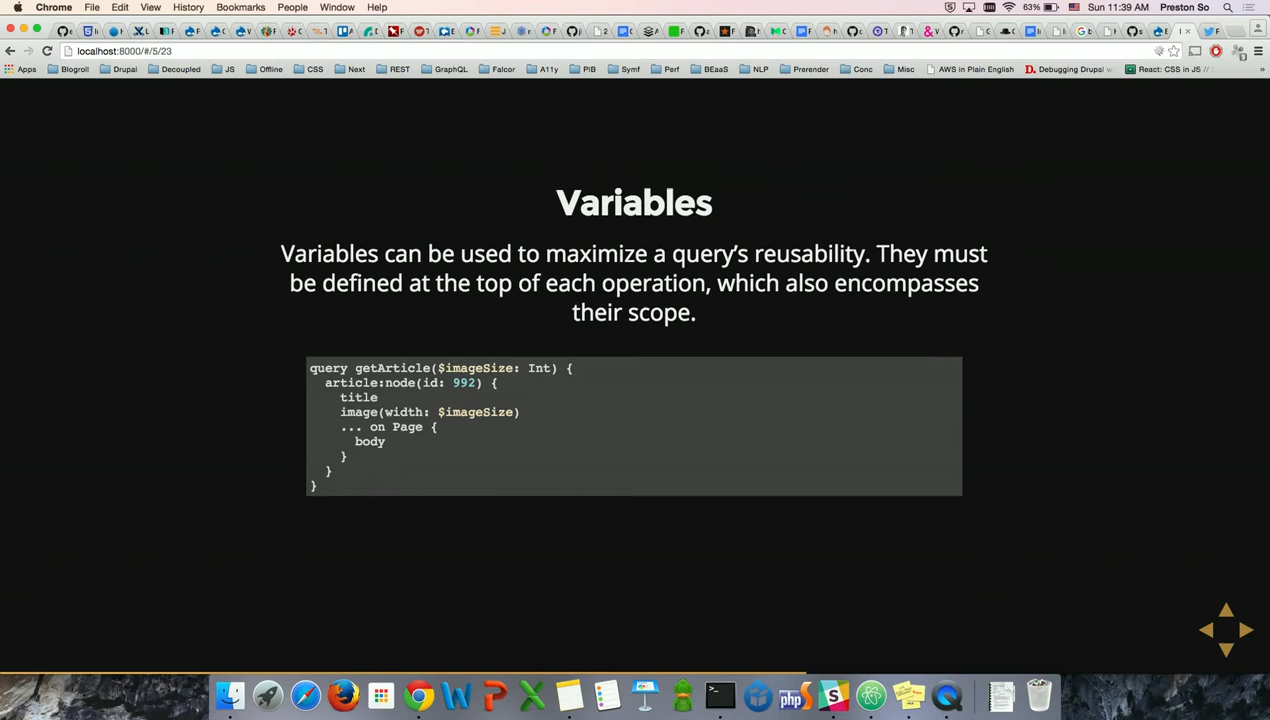 Chrome File Edit View History Bookmarks People Window Help 63% Sun 11:39 AM Preston So
localhost:8000/#/5/23
Apps Blogroll Drupal Decoupled JS Offline CSS Next REST GraphQL Falcor A11y PIB Symf Perf BEaaS NLP Prerender Conc Misc AWS in Plain English Debugging Drupal React: CSS in JS //
Variables
Variables can be used to maximize a query’s reusability. They must
be defined at the top of each operation, which also encompasses
their scope.
query getArticle($imageSize: Int) {
article:node(id: 992) {
title
image(width: $imageSize)
... on Page {
body
}
}
}